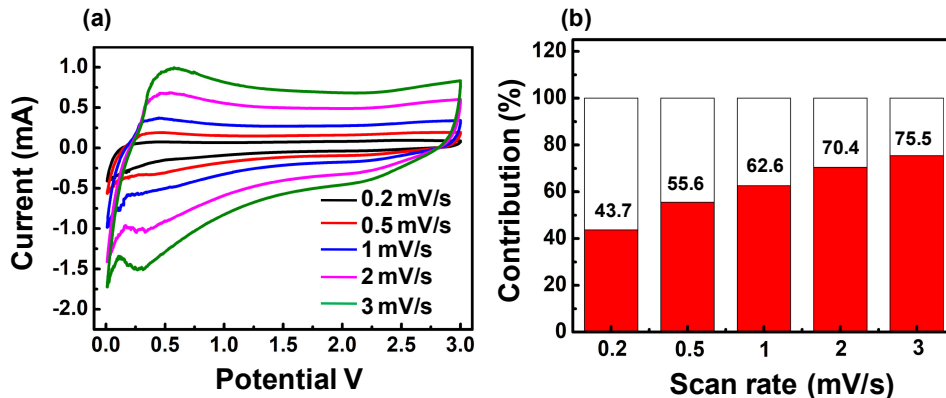 (a)
Current (mA)
1.0
0.5
0.0
-0.5
-1.0
-1.5
-2.0
0.2 mV/s
0.5 mV/s
1 mV/s
2 mV/s
3 mV/s
0.0 0.5 1.0 1.5 2.0 2.5 3.0
Potential V
(b)
Contribution (%)
120
100
80
60
40
20
0
43.7
55.6
62.6
70.4
75.5
0.2 0.5 1 2 3
Scan rate (mV/s)